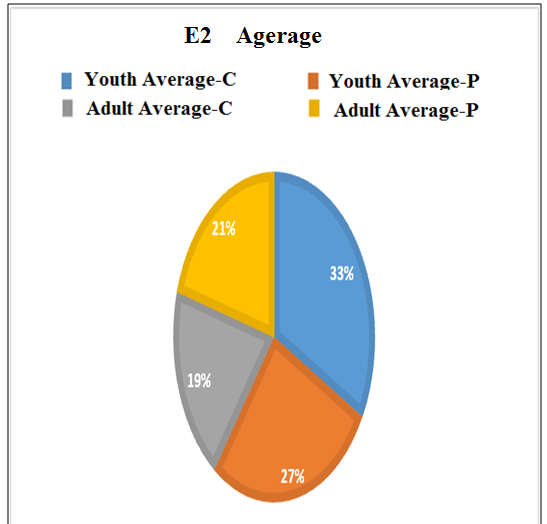 E2 Agerage
Youth Average-C Youth Average-P
Adult Average-C Adult Average-P
21%
33%
19%
27%